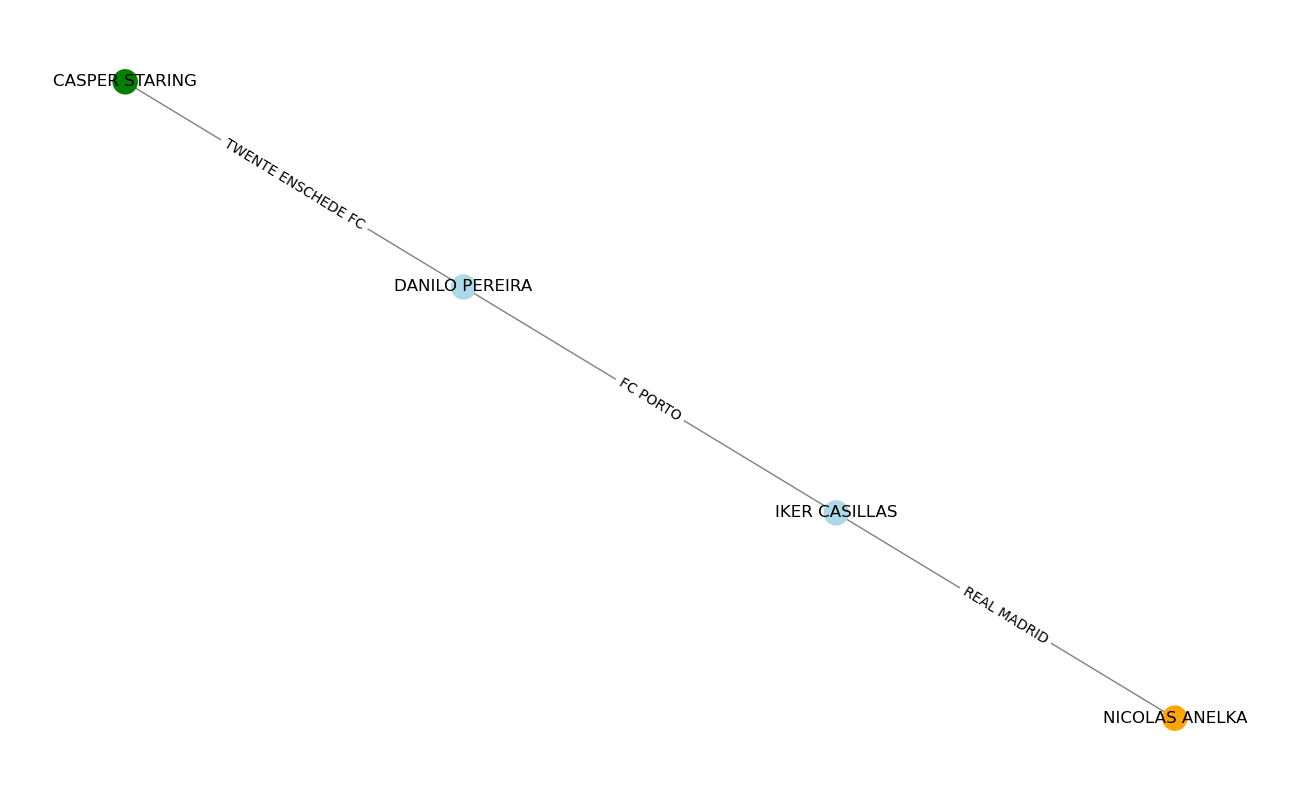 CASPER STARING
TWENTE ENSCHEDE FC
DANILO PEREIRA
FC PORTO
IKER CASILLAS
REAL MADRID
NICOLAS ANELKA